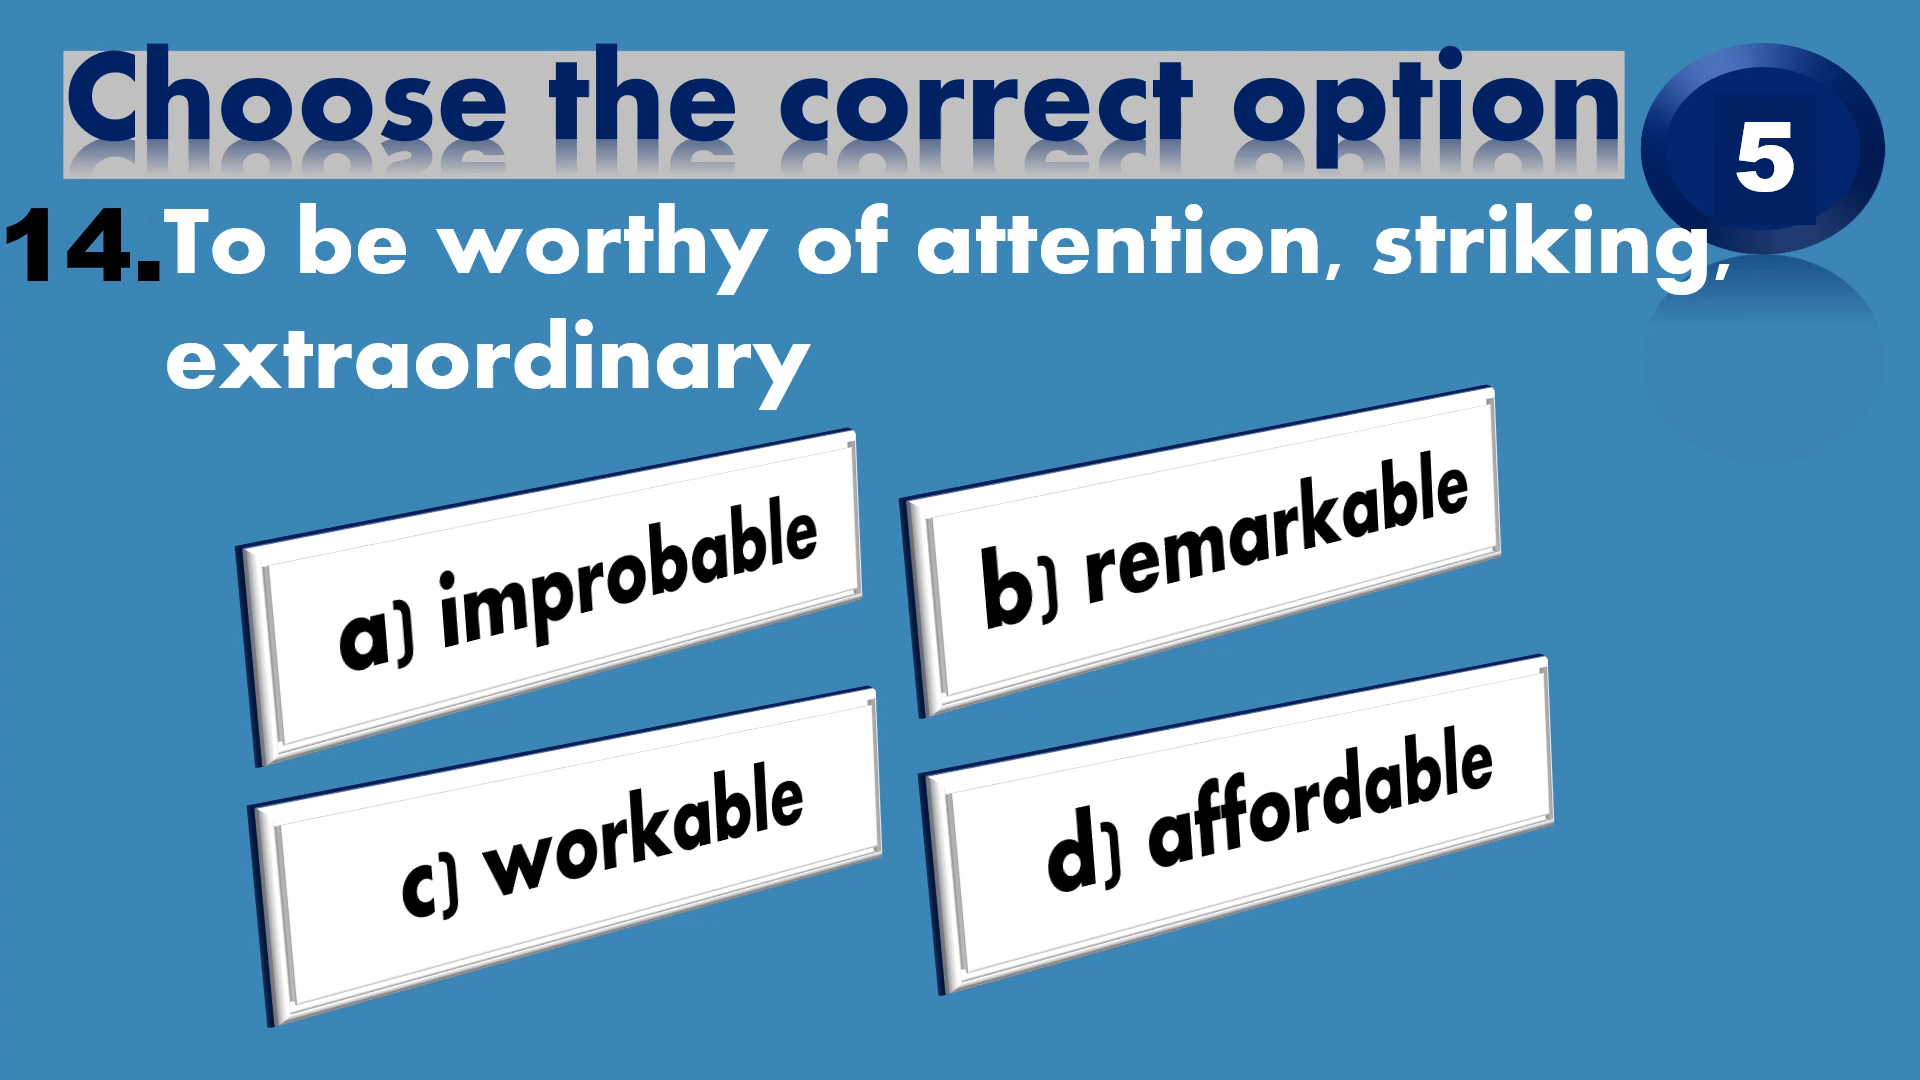 Choose the correct option
5
14.To be worthy of attention, striking,
extraordinary
a) improbable
b) remarkable
c) workable
d) affordable